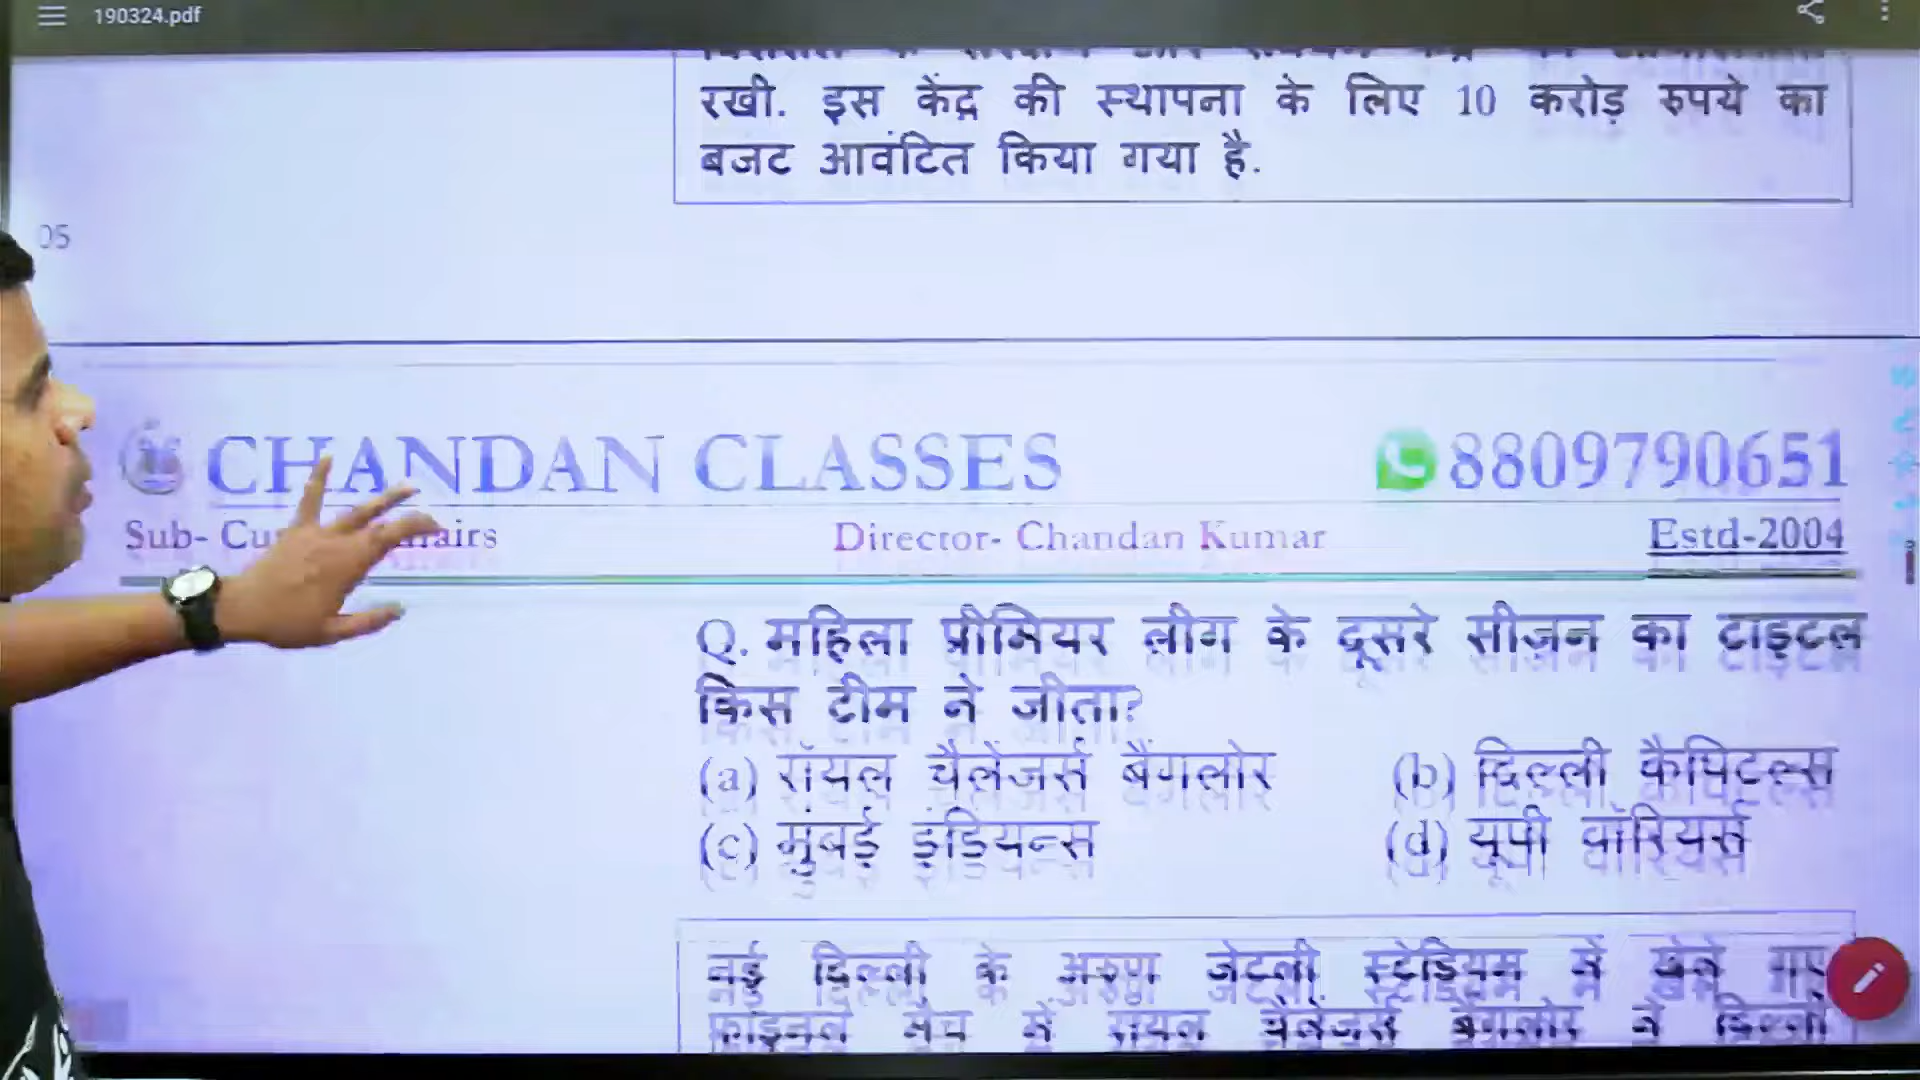 190324.pdf
रखी. इस केंद्र की स्थापना के लिए 10 करोड़ रुपये का
बजट आवंटित किया गया है.
05
CHANDAN CLASSES 8809790651
Sub- Director- Chandan Kumar Estd-2004
Q. महिला प्रीमियर लीग के दूसरे सीज़न का टाइटल
किस टीम ने जीता?
(a) रॉयल चैलेंजर्स बैंगलोर (b) दिल्ली कैपिटल्स
(c) मुंबई इंडियन्स (d) यूपी वॉरियर्स
नई दिल्ली के अरुण जेटली स्टेडियम में खेले गए
फाइनल मैच में रॉयल चैलेंजर्स बैंगलोर ने दिल्ली